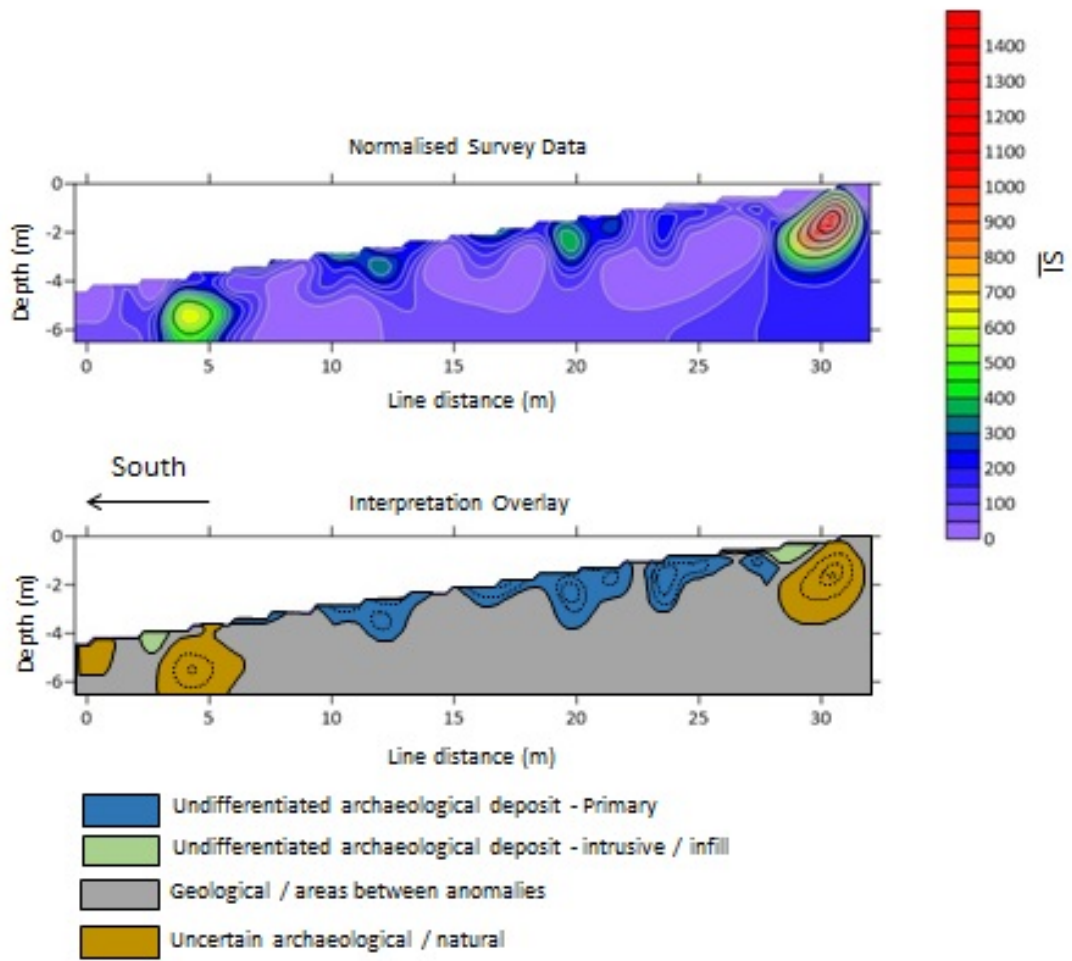 Normalised Survey Data
0
-2
-4
-6
Depth (m)
0 5 10 15 20 25 30
Line distance (m)
1400
1300
1200
1100
1000
900
800
700
600
500
400
300
200
100
0
SI
South
Interpretation Overlay
0
-2
-4
-6
Depth (m)
0 5 10 15 20 25 30
Line distance (m)
Undifferentiated archaeological deposit - Primary
Undifferentiated archaeological deposit - intrusive / infill
Geological / areas between anomalies
Uncertain archaeological / natural